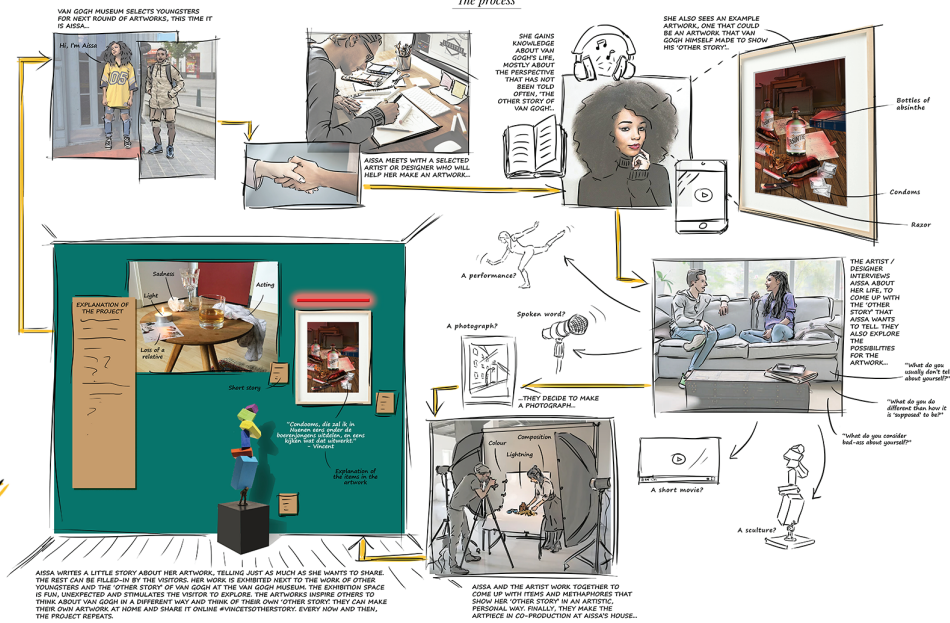 The process
VAN GOGH MUSEUM SELECTS YOUNGSTERS
FOR NEXT ROUND OF ARTWORKS, THIS TIME IT
IS AISSA...
Hi, I'm Aissa
05
AISSA MEETS WITH A SELECTED
ARTIST OR DESIGNER WHO WILL
HELP HER MAKE AN ARTWORK...
SHE GAINS
KNOWLEDGE
ABOUT VAN
GOGH'S LIFE,
MOSTLY ABOUT
THE PERSPECTIVE
THAT HAS NOT
BEEN TOLD
OFTEN, 'THE
OTHER STORY OF
VAN GOGH'..
SHE ALSO SEES AN EXAMPLE
ARTWORK, ONE THAT COULD
BE AN ARTWORK THAT VAN
GOGH HIMSELF MADE TO SHOW
HIS 'OTHER STORY'..
Bottles of
absinthe
Condoms
Razor
THE ARTIST /
DESIGNER
INTERVIEWS
AISSA ABOUT
HER LIFE, TO
COME UP WITH
THE 'OTHER
STORY' THAT
AISSA WANTS
TO TELL. THEY
ALSO EXPLORE
THE
POSSIBILITIES
FOR THE
ARTWORK...
"What do you
usually don't tell
about yourself?"
"What do you do
different than how it
is 'supposed' to be?"
"What do you consider
bad-ass about yourself?"
A performance?
Spoken word?
A photograph?
...THEY DECIDE TO MAKE
A PHOTOGRAPH...
A short movie?
A sculture?
Colour
Composition
Lightning
AISSA AND THE ARTIST WORK TOGETHER TO
COME UP WITH ITEMS AND METAPHORES THAT
SHOW HER 'OTHER STORY' IN AN ARTISTIC,
PERSONAL WAY. FINALLY, THEY MAKE THE
ARTPIECE IN CO-PRODUCTION AT AISSA'S HOUSE...
EXPLANATION OF
THE PROJECT
Sadness
Light
Acting
Loss of a
relative
Short story
"Condooms, die zal ik in
Nuenen eens onder de
boerenjongens uitdelen, en eens
kijken wat dat uitwerkt."
- Vincent
Explanation of
the items in the
artwork
AISSA WRITES A LITTLE STORY ABOUT HER ARTWORK, TELLING JUST AS MUCH AS SHE WANTS TO SHARE.
THE REST CAN BE FILLED-IN BY THE VISITORS. HER WORK IS EXHIBITED NEXT TO THE WORK OF OTHER
YOUNGSTERS AND THE 'OTHER STORY' OF VAN GOGH AT THE VAN GOGH MUSEUM. THE EXHIBITION SPACE
IS FUN, UNEXPECTED AND STIMULATES THE VISITOR TO EXPLORE. THE ARTWORKS INSPIRE OTHERS TO
THINK ABOUT VAN GOGH IN A DIFFERENT WAY AND THINK OF THEIR OWN 'OTHER STORY'. THEY CAN MAKE
THEIR OWN ARTWORK AT HOME AND SHARE IT ONLINE #VINCETSOTHERSTORY. EVERY NOW AND THEN,
THE PROJECT REPEATS.